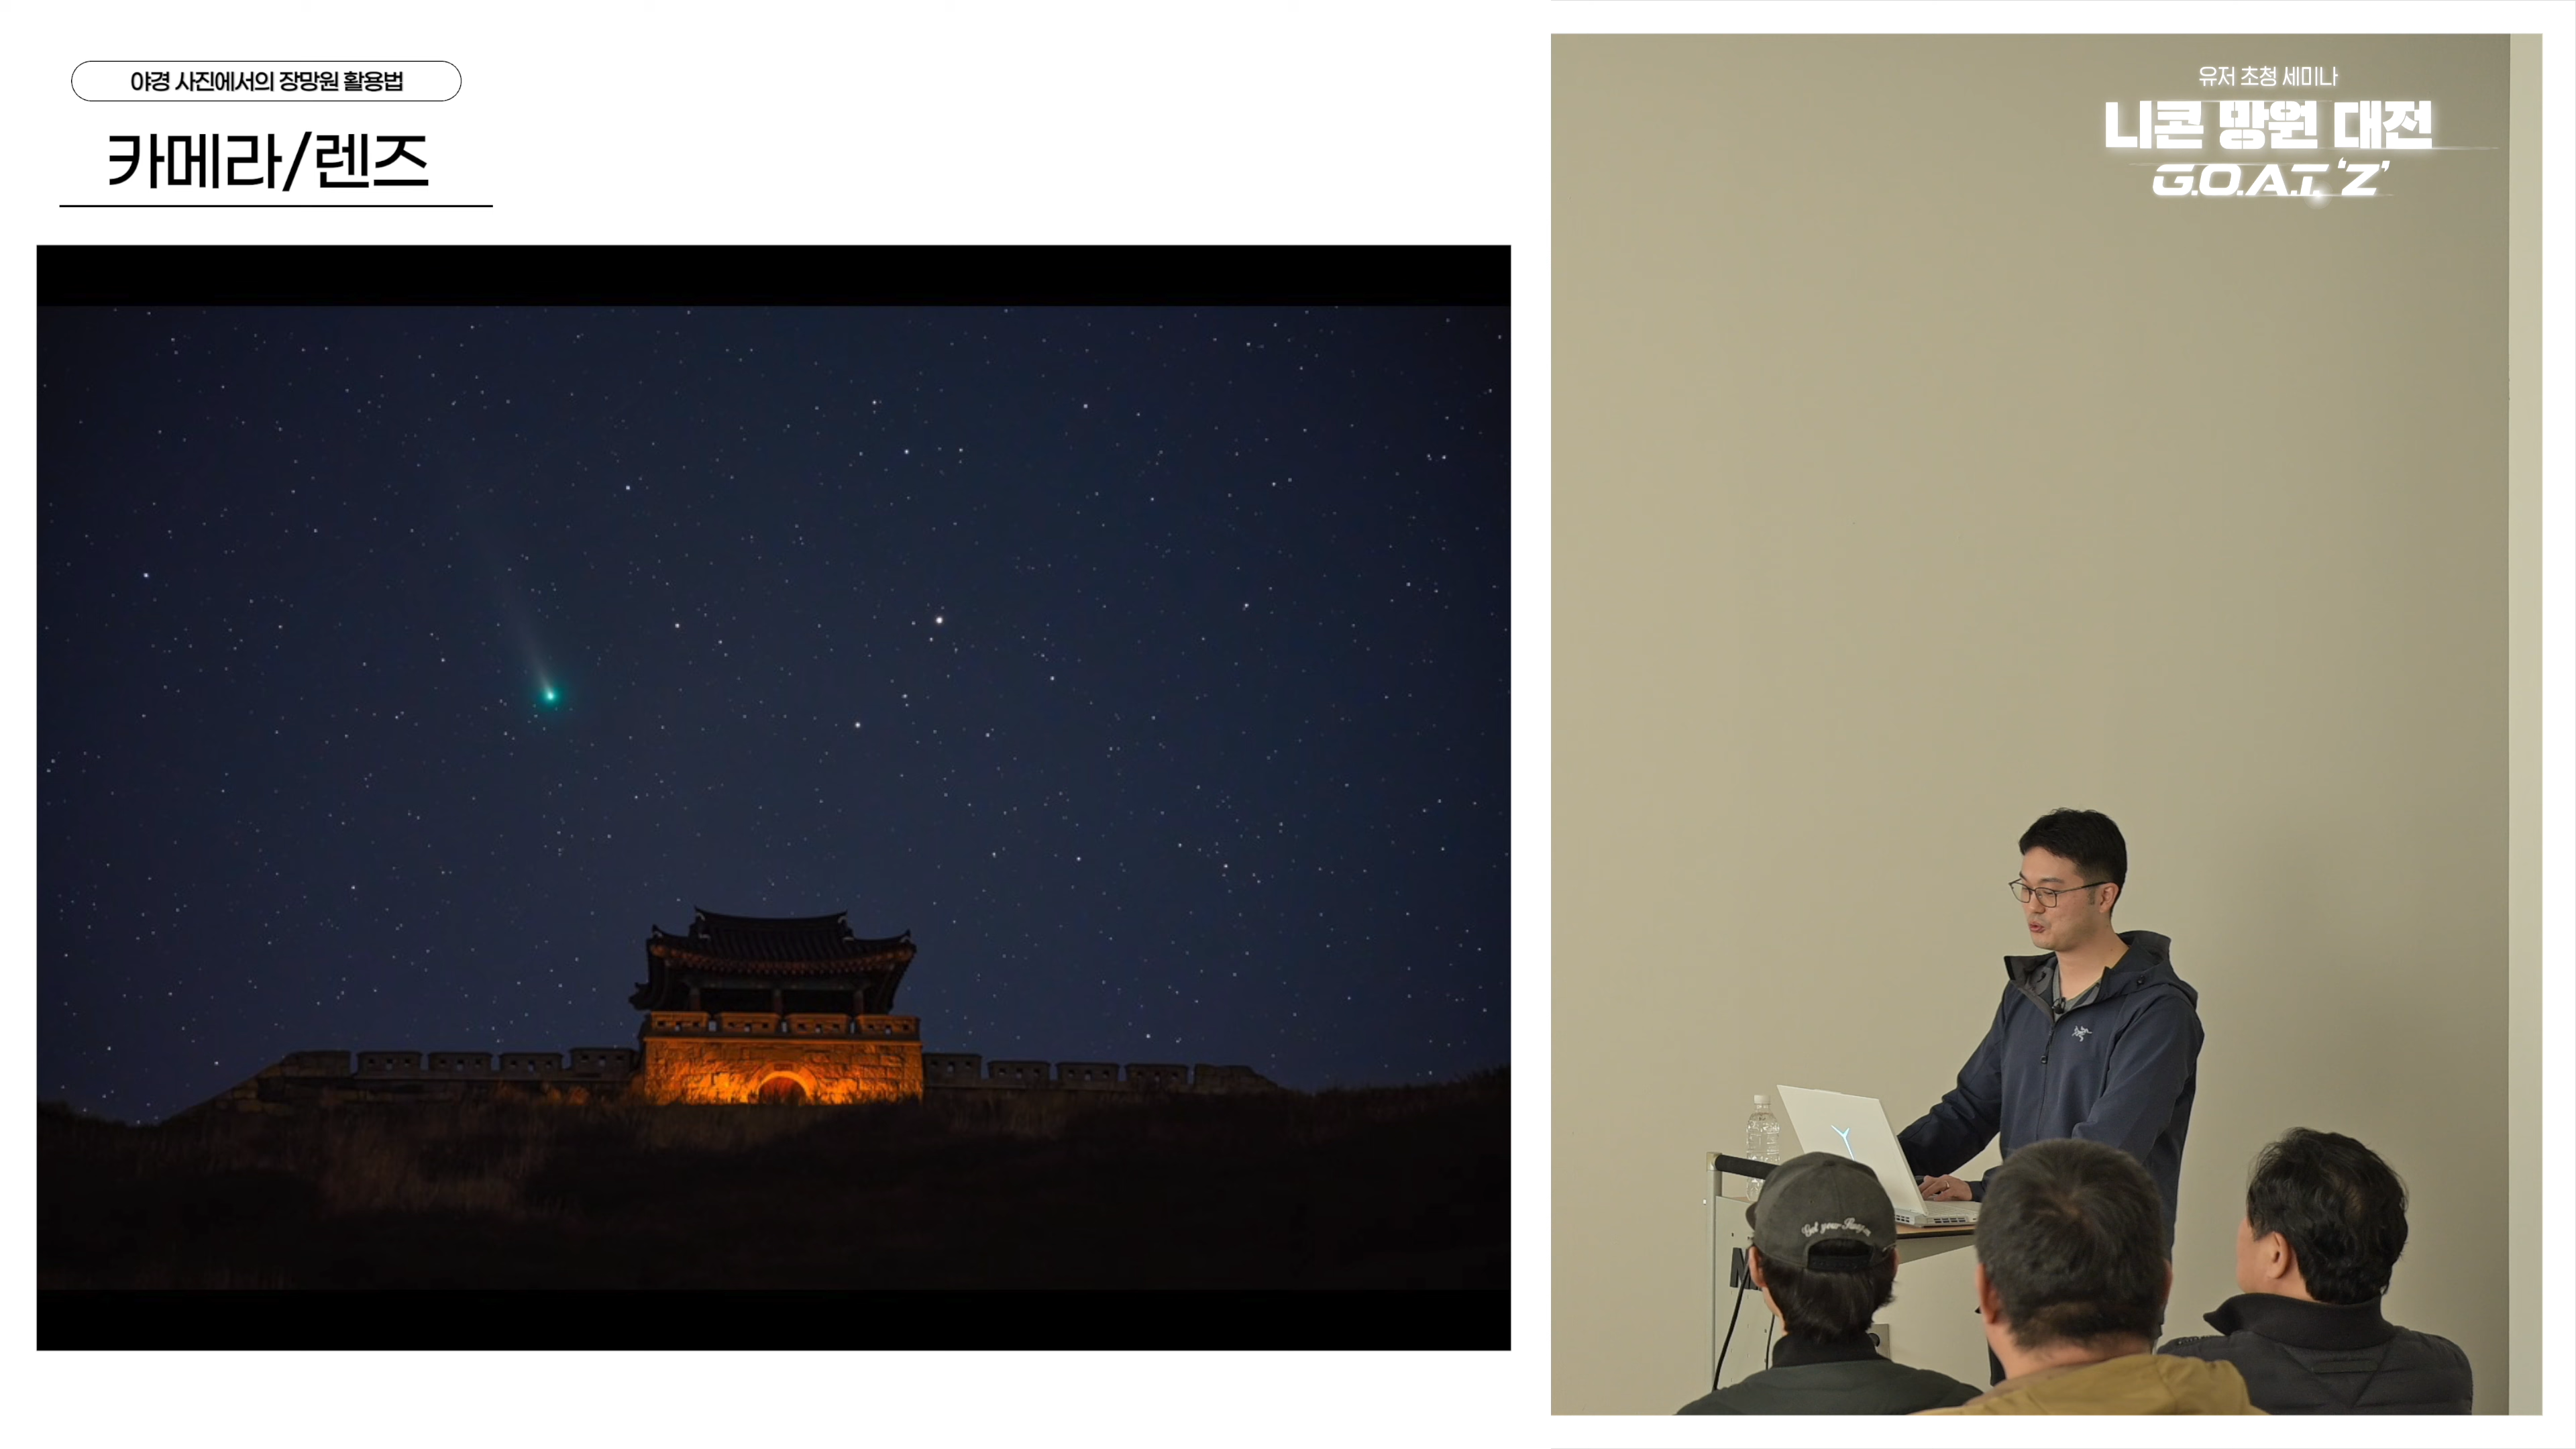 야경 사진에서의 장망원 활용법
카메라/렌즈
유저 초청 세미나
니콘 망원 대전
G.O.A.T. 'Z'